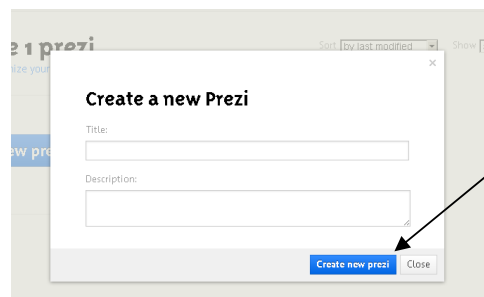 e 1 prezi
Sort by last modified Show
ize your
×
Create a new Prezi
Title:
ew pre
Description:
Create new prezi Close